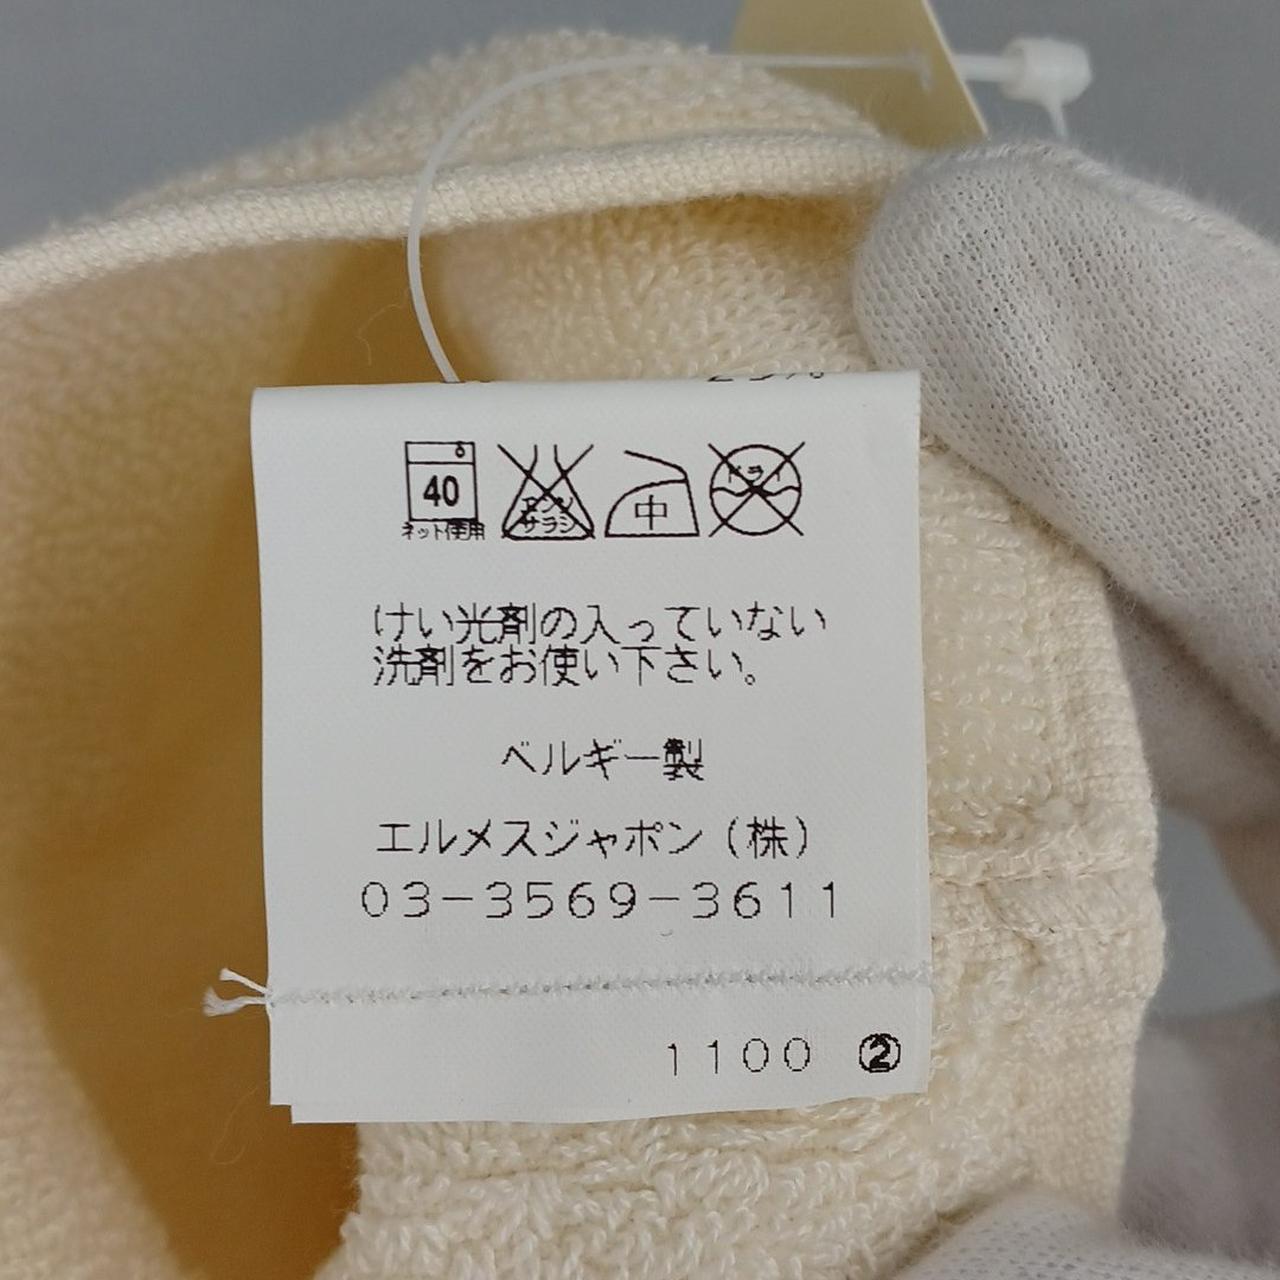 40
ネット使用
エンソ
サラシ
中
ドライ
けい光剤の入っていない
洗剤をお使い下さい。
ベルギー製
エルメスジャポン（株）
03-3569-3611
1100 ②